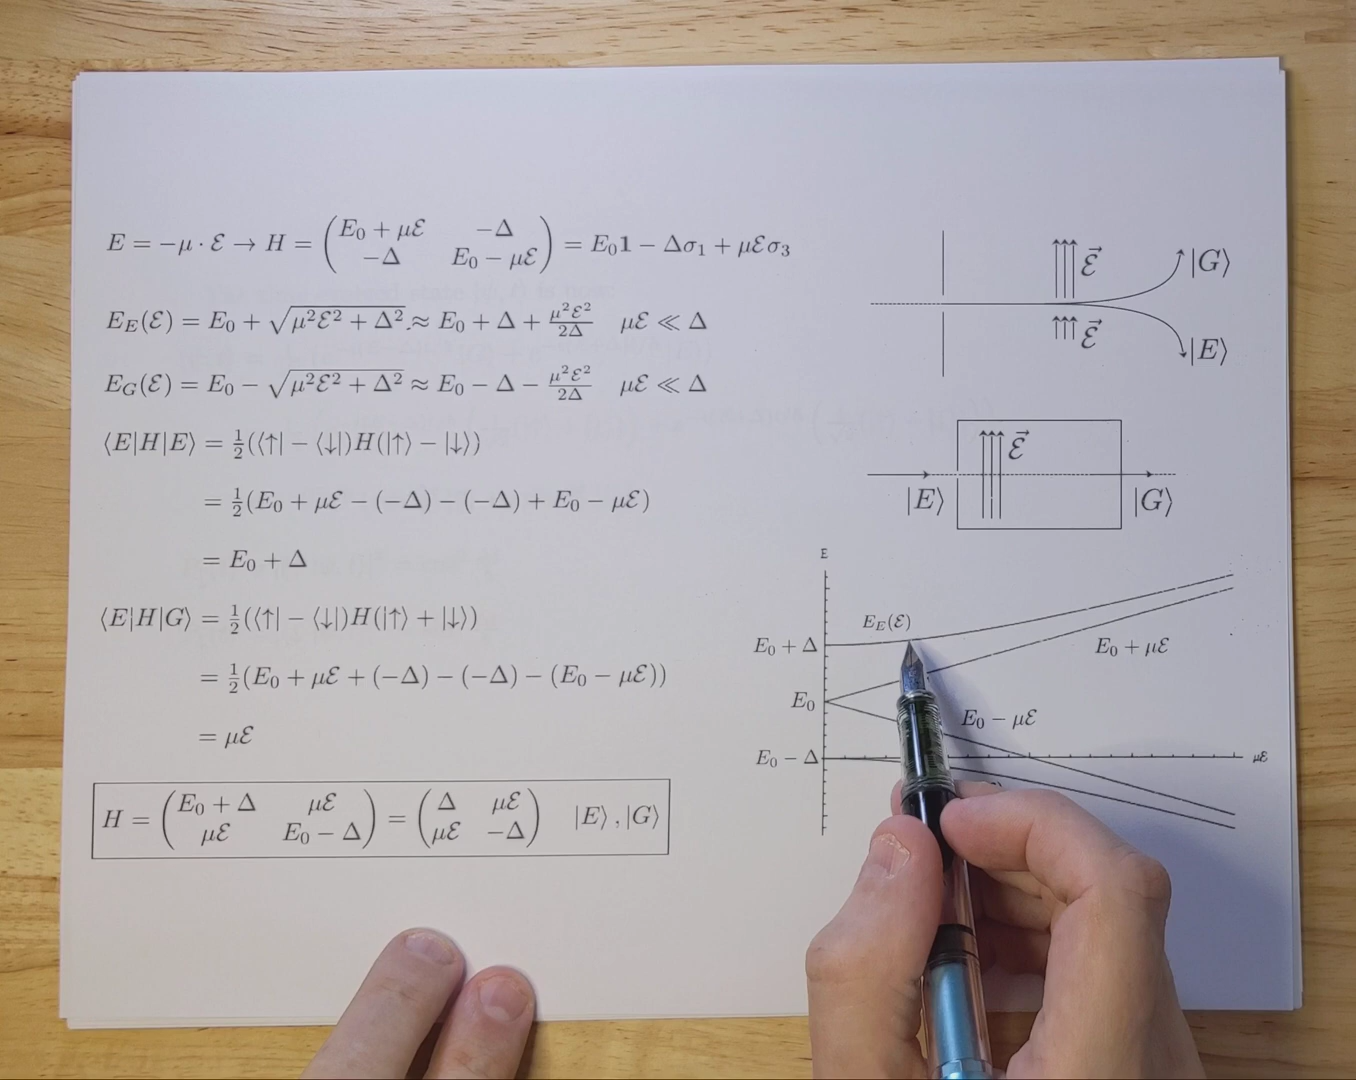 E = −μ · ℰ → H = (E₀ + μℰ −Δ
−Δ E₀ − μℰ) = E₀𝟏 − Δσ₁ + μℰσ₃
E_E(ℰ) = E₀ + √(μ²ℰ² + Δ²) ≈ E₀ + Δ + μ²ℰ²/2Δ μℰ ≪ Δ
E_G(ℰ) = E₀ − √(μ²ℰ² + Δ²) ≈ E₀ − Δ − μ²ℰ²/2Δ μℰ ≪ Δ
⟨E|H|E⟩ = ½(⟨↑| − ⟨↓|)H(|↑⟩ − |↓⟩)
= ½(E₀ + μℰ − (−Δ) − (−Δ) + E₀ − μℰ)
= E₀ + Δ
⟨E|H|G⟩ = ½(⟨↑| − ⟨↓|)H(|↑⟩ + |↓⟩)
= ½(E₀ + μℰ + (−Δ) − (−Δ) − (E₀ − μℰ))
= μℰ
H = (E₀ + Δ μℰ
μℰ E₀ − Δ) = (Δ μℰ
μℰ −Δ) |E⟩ , |G⟩
ℰ⃗ |G⟩
ℰ⃗ |E⟩
ℰ⃗
|E⟩ |G⟩
E
E_E(ℰ)
E₀ + Δ
E₀ + μℰ
E₀
E₀ − μℰ
E₀ − Δ
μℰ